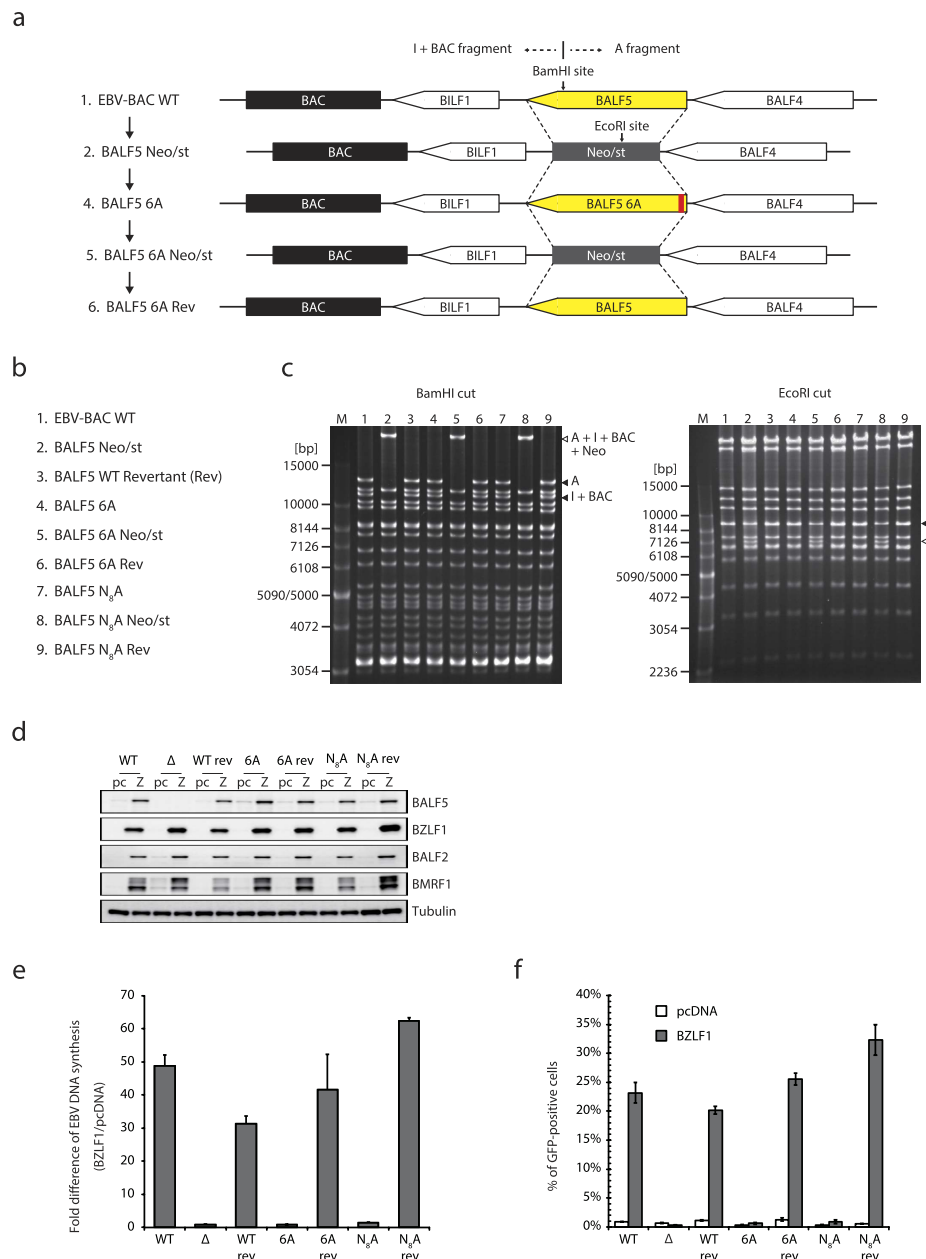 a
I + BAC fragment
A fragment
BamHI site
1. EBV-BAC WT
BAC
BILF1
BALF5
BALF4
EcoRI site
2. BALF5 Neo/st
BAC
BILF1
Neo/st
BALF4
4. BALF5 6A
BAC
BILF1
BALF5 6A
BALF4
5. BALF5 6A Neo/st
BAC
BILF1
Neo/st
BALF4
6. BALF5 6A Rev
BAC
BILF1
BALF5
BALF4
b
1. EBV-BAC WT
2. BALF5 Neo/st
3. BALF5 WT Revertant (Rev)
4. BALF5 6A
5. BALF5 6A Neo/st
6. BALF5 6A Rev
7. BALF5 N8A
8. BALF5 N8A Neo/st
9. BALF5 N8A Rev
c
BamHI cut
M 1 2 3 4 5 6 7 8 9
[bp]
15000
10000
8144
7126
6108
5090/5000
4072
3054
A + I + BAC
+ Neo
A
I + BAC
EcoRI cut
M 1 2 3 4 5 6 7 8 9
[bp]
15000
10000
8144
7126
6108
5090/5000
4072
3054
2236
d
WT Δ WT rev 6A 6A rev N8A N8A rev
pc Z pc Z pc Z pc Z pc Z pc Z pc Z
BALF5
BZLF1
BALF2
BMRF1
Tubulin
e
Fold difference of EBV DNA synthesis
(BZLF1/pcDNA)
70
60
50
40
30
20
10
0
WT Δ WT rev 6A 6A rev N8A N8A rev
f
% of GFP-positive cells
40%
35%
30%
25%
20%
15%
10%
5%
0%
pcDNA
BZLF1
WT Δ WT rev 6A 6A rev N8A N8A rev